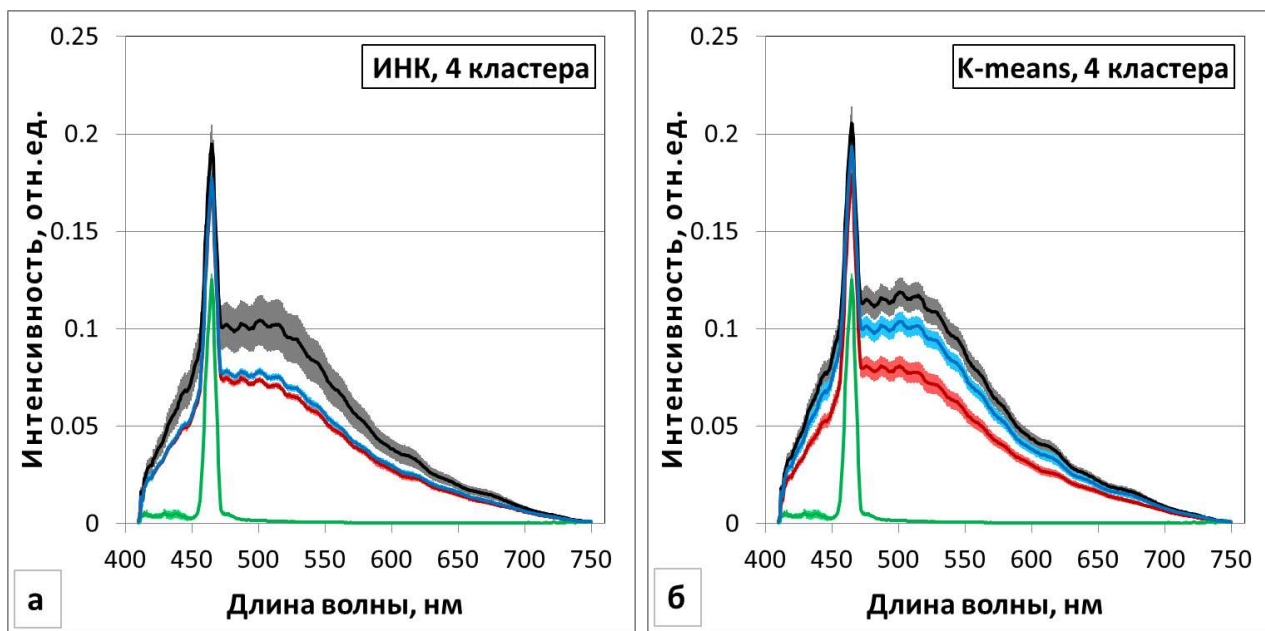 ИНК, 4 кластера
Интенсивность, отн.ед.
0.25
0.2
0.15
0.1
0.05
0
400 450 500 550 600 650 700 750
Длина волны, нм
а
K-means, 4 кластера
Интенсивность, отн.ед.
0.25
0.2
0.15
0.1
0.05
0
400 450 500 550 600 650 700 750
Длина волны, нм
б